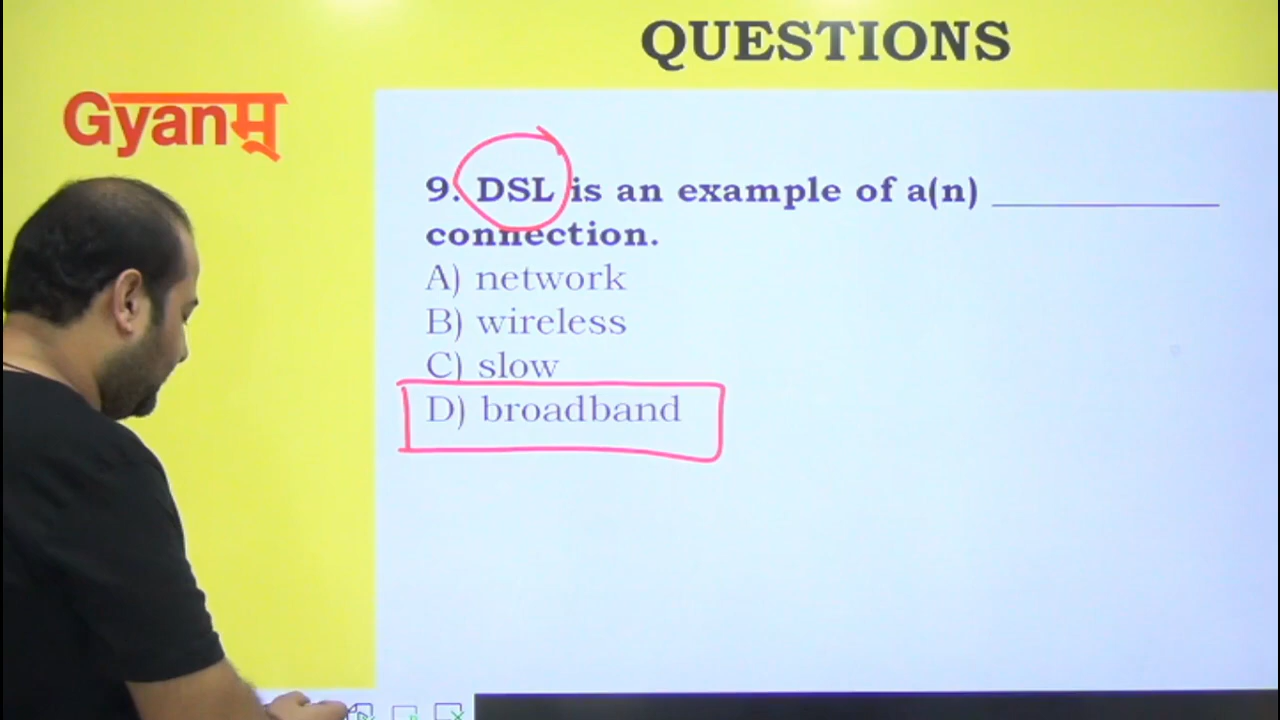 QUESTIONS
Gyanम्
9. DSL is an example of a(n) ____________
connection.
A) network
B) wireless
C) slow
D) broadband